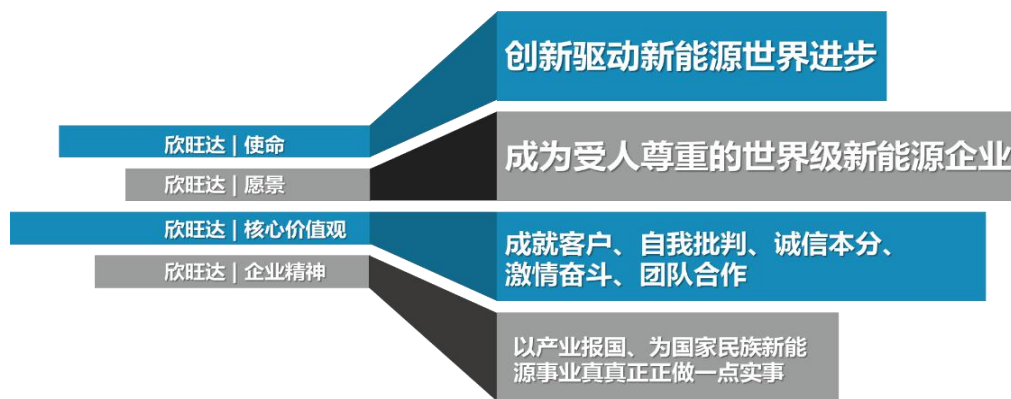 欣旺达 | 使命
创新驱动新能源世界进步
欣旺达 | 愿景
成为受人尊重的世界级新能源企业
欣旺达 | 核心价值观
成就客户、自我批判、诚信本分、
激情奋斗、团队合作
欣旺达 | 企业精神
以产业报国、为国家民族新能
源事业真真正正做一点实事